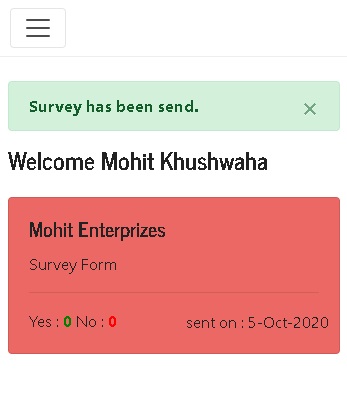 Survey has been send. ×
Welcome Mohit Khushwaha
Mohit Enterprizes
Survey Form
Yes : 0 No : 0 sent on : 5-Oct-2020